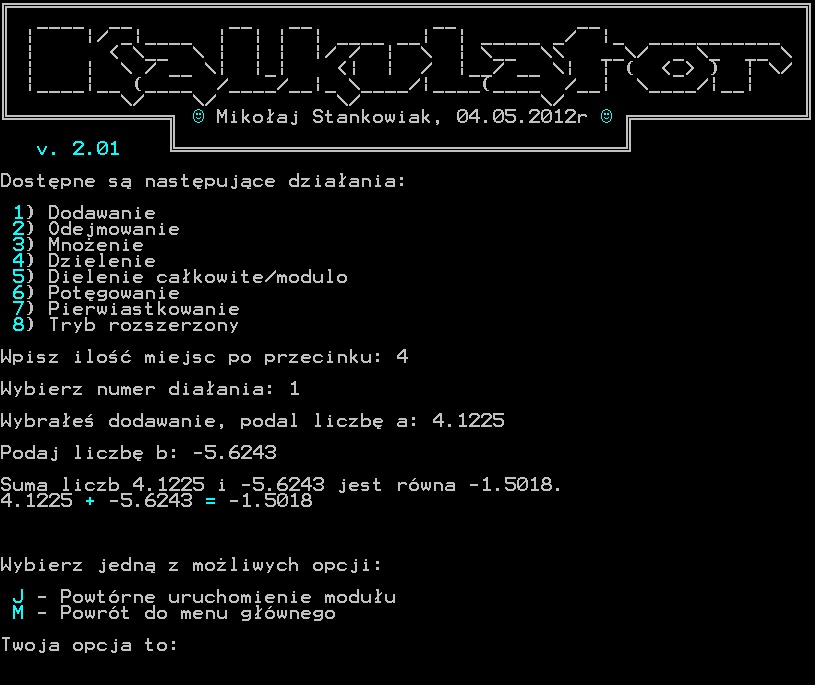 Kalkulator
☺ Mikołaj Stankowiak, 04.05.2012r ☺
v. 2.01
Dostępne są następujące działania:
1) Dodawanie
2) Odejmowanie
3) Mnożenie
4) Dzielenie
5) Dielenie całkowite/modulo
6) Potęgowanie
7) Pierwiastkowanie
8) Tryb rozszerzony
Wpisz ilość miejsc po przecinku: 4
Wybierz numer diałania: 1
Wybrałeś dodawanie, podal liczbę a: 4.1225
Podaj liczbę b: -5.6243
Suma liczb 4.1225 i -5.6243 jest równa -1.5018.
4.1225 + -5.6243 = -1.5018
Wybierz jedną z możliwych opcji:
J - Powtórne uruchomienie modułu
M - Powrót do menu głównego
Twoja opcja to: